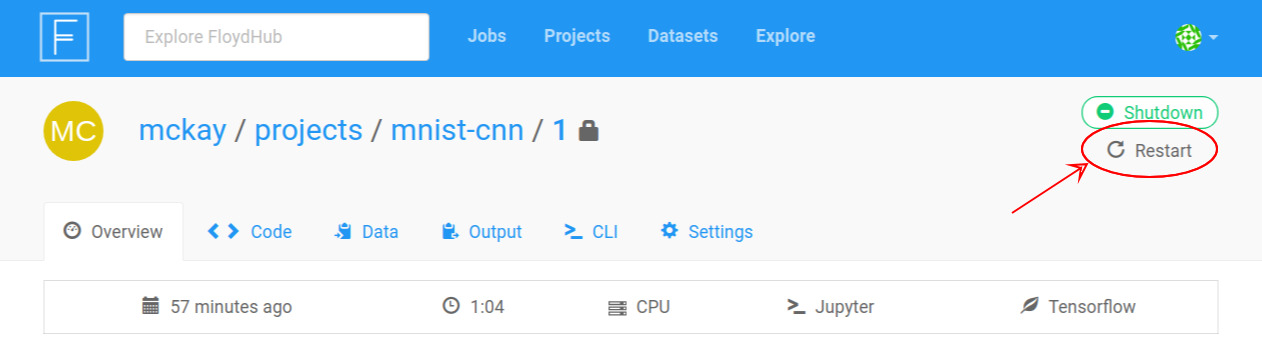 F Explore FloydHub Jobs Projects Datasets Explore
MC mckay / projects / mnist-cnn / 1
Shutdown
Restart
Overview Code Data Output CLI Settings
57 minutes ago 1:04 CPU Jupyter Tensorflow